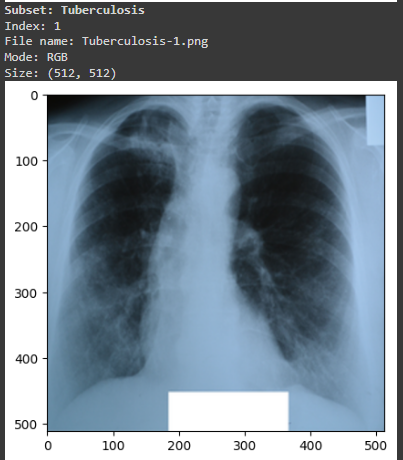 Subset: Tuberculosis
Index: 1
File name: Tuberculosis-1.png
Mode: RGB
Size: (512, 512)
0
100
200
300
400
500
0 100 200 300 400 500